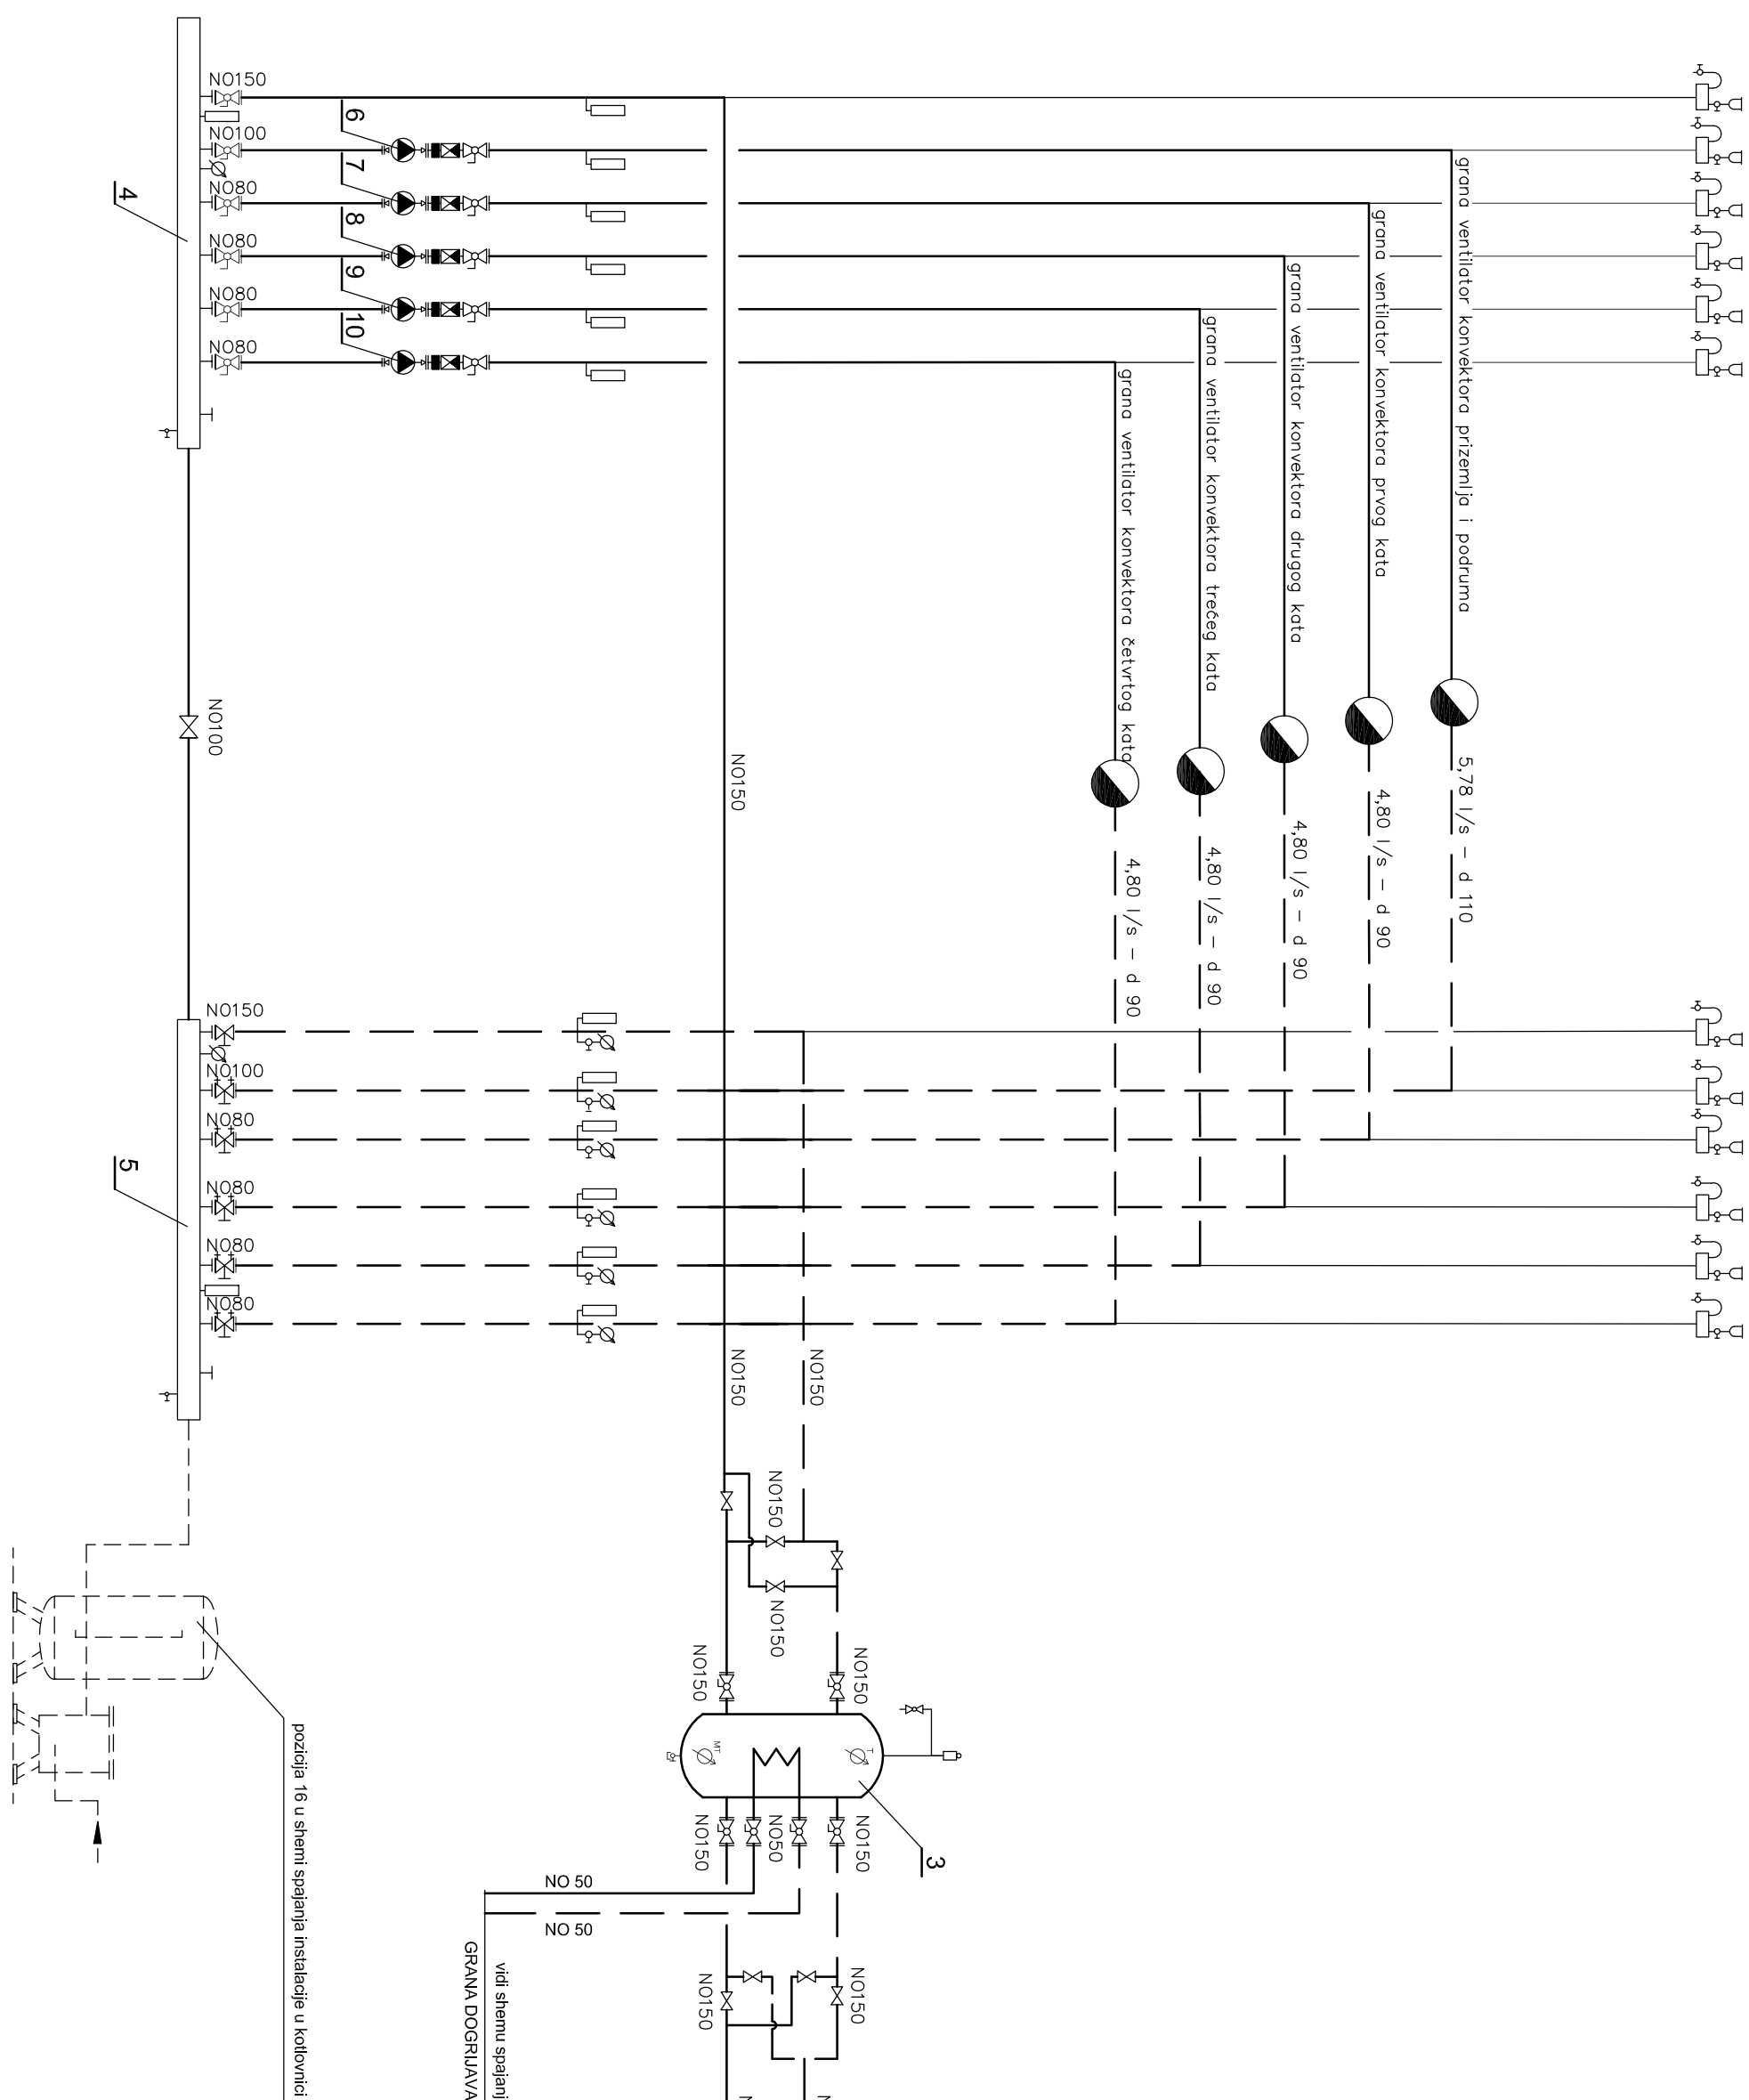 NO150
NO100
NO80
NO80
NO80
NO80
6
7
8
9
10
4
grana ventilator konvektora prizemlja i podruma
grana ventilator konvektora prvog kata
grana ventilator konvektora drugog kata
grana ventilator konvektora trećeg kata
grana ventilator konvektora četvrtog kata
NO100
NO150
5,78 l/s – d 110
4,80 l/s – d 90
4,80 l/s – d 90
4,80 l/s – d 90
4,80 l/s – d 90
NO150
NO100
NO80
NO80
NO80
NO80
5
NO150
NO150
NO150
NO150
NO150
NO150
MT
T
3
NO150
NO50
NO150
NO 50
NO 50
pozicija 16 u shemi spajanja instalacije u kotlovnici
vidi shemu spajanj
GRANA DOGRIJAVA
NO150
NO150
N
N